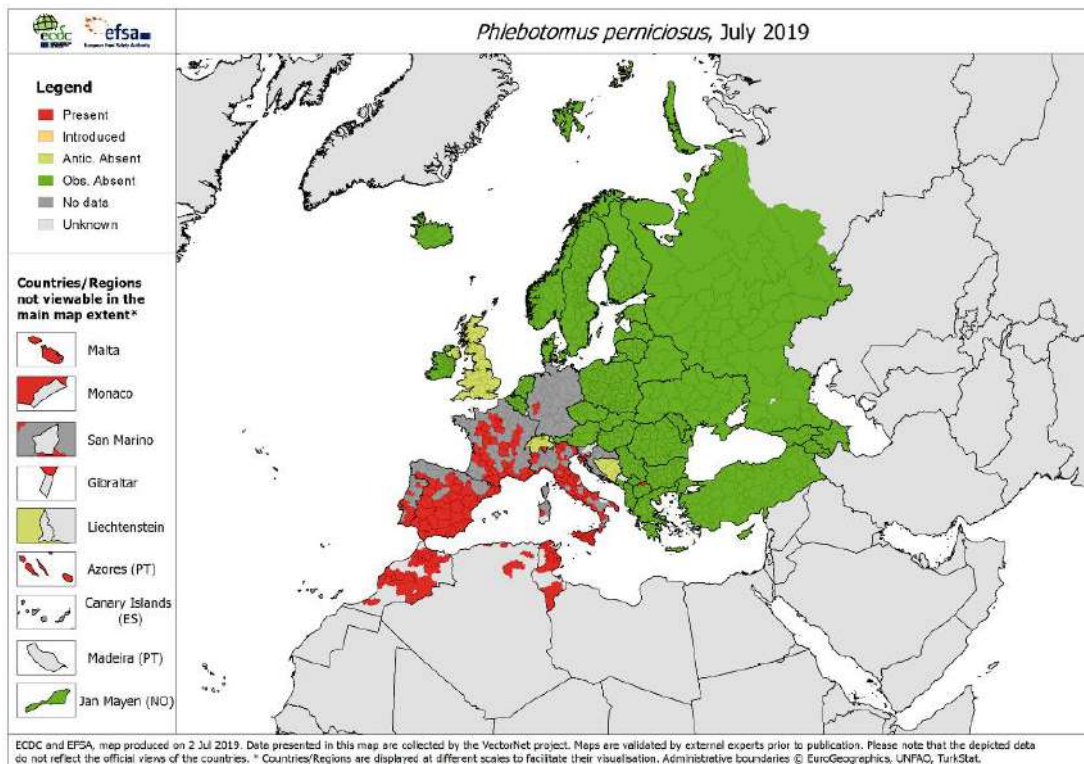 ecdc
efsa
European Food Safety Authority
Phlebotomus perniciosus, July 2019
Legend
Present
Introduced
Antic. Absent
Obs. Absent
No data
Unknown
Countries/Regions
not viewable in the
main map extent*
Malta
Monaco
San Marino
Gibraltar
Liechtenstein
Azores (PT)
Canary Islands
(ES)
Madeira (PT)
Jan Mayen (NO)
ECDC and EFSA, map produced on 2 Jul 2019. Data presented in this map are collected by the VectorNet project. Maps are validated by external experts prior to publication. Please note that the depicted data
do not reflect the official views of the countries. * Countries/Regions are displayed at different scales to facilitate their visualisation. Administrative boundaries © EuroGeographics, UNFAO, TurkStat.